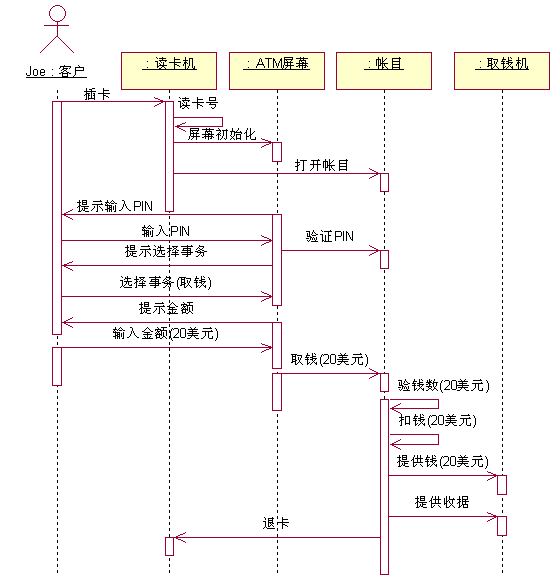 Joe : 客户
: 读卡机
: ATM屏幕
: 帐目
: 取钱机
插卡
读卡号
屏幕初始化
打开帐目
提示输入PIN
输入PIN
验证PIN
提示选择事务
选择事务(取钱)
提示金额
输入金额(20美元)
取钱(20美元)
验钱数(20美元)
扣钱(20美元)
提供钱(20美元)
提供收据
退卡